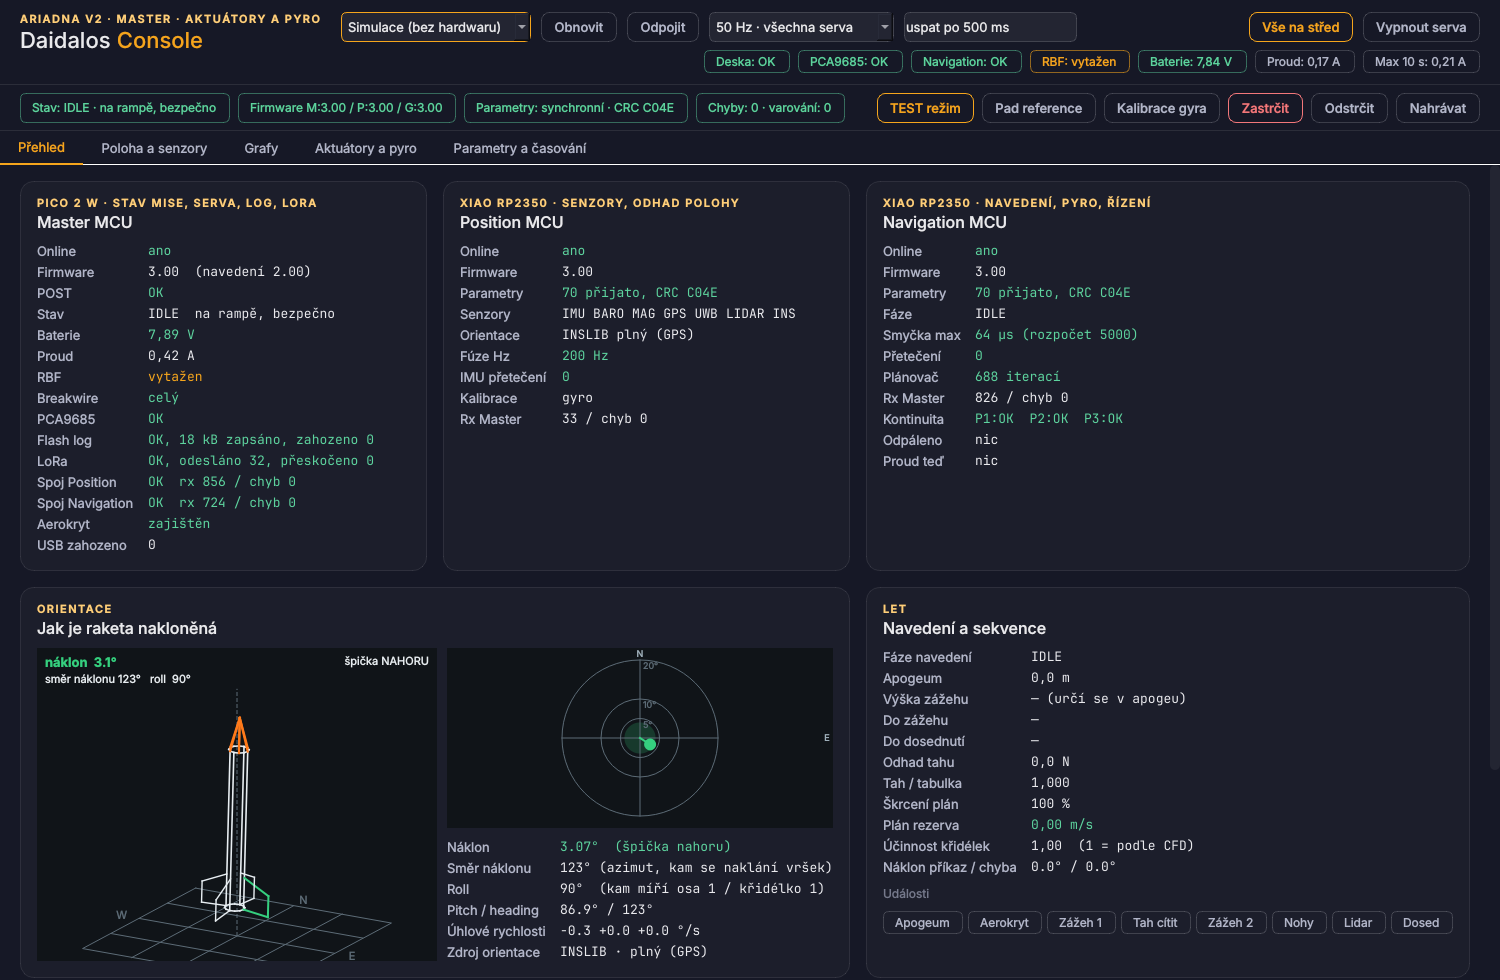 ARIADNA V2 · MASTER · AKTUÁTORY A PYRO
Daidalos Console
Simulace (bez hardwaru)
Obnovit
Odpojit
50 Hz · všechna serva
uspat po 500 ms
Vše na střed
Vypnout serva
Deska: OK
PCA9685: OK
Navigation: OK
RBF: vytažen
Baterie: 7,84 V
Proud: 0,17 A
Max 10 s: 0,21 A
Stav: IDLE · na rampě, bezpečno
Firmware M:3.00 / P:3.00 / G:3.00
Parametry: synchronní · CRC C04E
Chyby: 0 · varování: 0
TEST režim
Pad reference
Kalibrace gyra
Zastrčit
Odstrčit
Nahrávat
Přehled
Poloha a senzory
Grafy
Aktuátory a pyro
Parametry a časování
PICO 2 W · STAV MISE, SERVA, LOG, LORA
Master MCU
Online ano
Firmware 3.00 (navedení 2.00)
POST OK
Stav IDLE na rampě, bezpečno
Baterie 7,89 V
Proud 0,42 A
RBF vytažen
Breakwire celý
PCA9685 OK
Flash log OK, 18 kB zapsáno, zahozeno 0
LoRa OK, odesláno 32, přeskočeno 0
Spoj Position OK rx 856 / chyb 0
Spoj Navigation OK rx 724 / chyb 0
Aerokryt zajištěn
USB zahozeno 0
XIAO RP2350 · SENZORY, ODHAD POLOHY
Position MCU
Online ano
Firmware 3.00
Parametry 70 přijato, CRC C04E
Senzory IMU BARO MAG GPS UWB LIDAR INS
Orientace INSLIB plný (GPS)
Fúze Hz 200 Hz
IMU přetečení 0
Kalibrace gyro
Rx Master 33 / chyb 0
XIAO RP2350 · NAVEDENÍ, PYRO, ŘÍZENÍ
Navigation MCU
Online ano
Firmware 3.00
Parametry 70 přijato, CRC C04E
Fáze IDLE
Smyčka max 64 µs (rozpočet 5000)
Přetečení 0
Plánovač 688 iterací
Rx Master 826 / chyb 0
Kontinuita P1:OK P2:OK P3:OK
Odpáleno nic
Proud teď nic
ORIENTACE
Jak je raketa nakloněná
náklon 3.1°
špička NAHORU
směr náklonu 123° roll 90°
N
W
E
N
20°
10°
5°
E
Náklon 3.07° (špička nahoru)
Směr náklonu 123° (azimut, kam se naklání vršek)
Roll 90° (kam míří osa 1 / křidélko 1)
Pitch / heading 86.9° / 123°
Úhlové rychlosti -0.3 +0.0 +0.0 °/s
Zdroj orientace INSLIB · plný (GPS)
LET
Navedení a sekvence
Fáze navedení IDLE
Apogeum 0,0 m
Výška zážehu – (určí se v apogeu)
Do zážehu –
Do dosednutí –
Odhad tahu 0,0 N
Tah / tabulka 1,000
Škrcení plán 100 %
Plán rezerva 0,00 m/s
Účinnost křidélek 1,00 (1 = podle CFD)
Náklon příkaz / chyba 0.0° / 0.0°
Události
Apogeum
Aerokryt
Zážeh 1
Tah cítit
Zážeh 2
Nohy
Lidar
Dosed